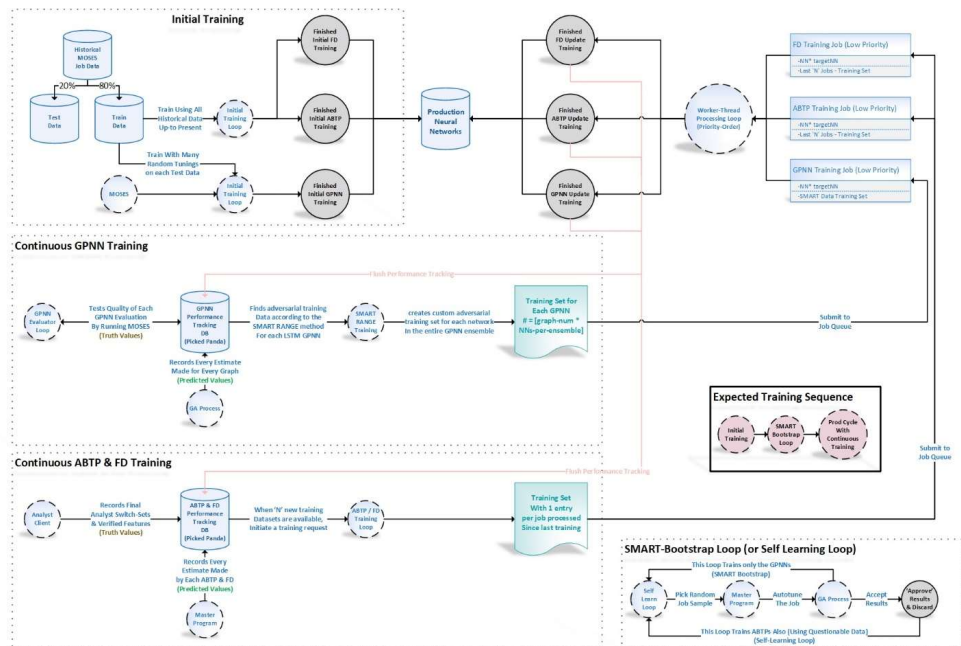 Initial Training
Historical
MOSES
Job Data
20%
80%
Test
Data
Train
Data
Train Using All
Historical Data
Up-to Present
Initial
Training
Loop
Train With Many
Random Tunings
on each Test Data
MOSES
Initial
Training
Loop
Finished
Initial FD
Training
Finished
Initial ABTP
Training
Finished
Initial GPNN
Training
Production
Neural
Networks
Finished
FD Update
Training
Finished
ABTP Update
Training
Finished
GPNN Update
Training
Worker-Thread
Processing Loop
(Priority-Order)
FD Training Job (Low Priority)
-NN* targetNN
-Last 'N' Jobs - Training Set
ABTP Training Job (Low Priority)
-NN* targetNN
-Last 'N' Jobs - Training Set
GPNN Training Job (Low Priority)
-NN* targetNN
-SMART Data Training Set
Continuous GPNN Training
Flush Performance Tracking
GPNN
Evaluator
Loop
Tests Quality of Each
GPNN Evaluation
By Running MOSES
(Truth Values)
GPNN
Performance
Tracking
DB
(Picked Panda)
Finds adversarial training
Data according to the
SMART RANGE method
For each LSTM GPNN
SMART
RANGE
Training
creates custom adversarial
training set for each network
In the entire GPNN ensemble
Training Set for
Each GPNN
# = [graph-num *
NNs-per-ensemble]
Submit to
Job Queue
Records Every Estimate
Made for Every Graph
(Predicted Values)
GA Process
Expected Training Sequence
Initial
Training
SMART
Bootstrap
Loop
Prod Cycle
With
Continuous
Training
Submit to
Job Queue
Continuous ABTP & FD Training
Flush Performance Tracking
Analyst
Client
Records Final
Analyst Switch-Sets
& Verified Features
(Truth Values)
ABTP & FD
Performance
Tracking
DB
(Picked Panda)
When 'N' new training
Datasets are available,
Initiate a training request
ABTP / FD
Training
Loop
Training Set
With 1 entry
per job processed
Since last training
Records Every
Estimate Made
by Each ABTP & FD
(Predicted Values)
Master
Program
SMART-Bootstrap Loop (or Self Learning Loop)
This Loop Trains only the GPNNs
(SMART Bootstrap)
Self
Learn
Loop
Pick Random
Job Sample
Master
Program
Autotune
The Job
GA Process
Accept
Results
'Approve'
Results
& Discard
This Loop Trains ABTPs Also (Using Questionable Data)
(Self-Learning Loop)